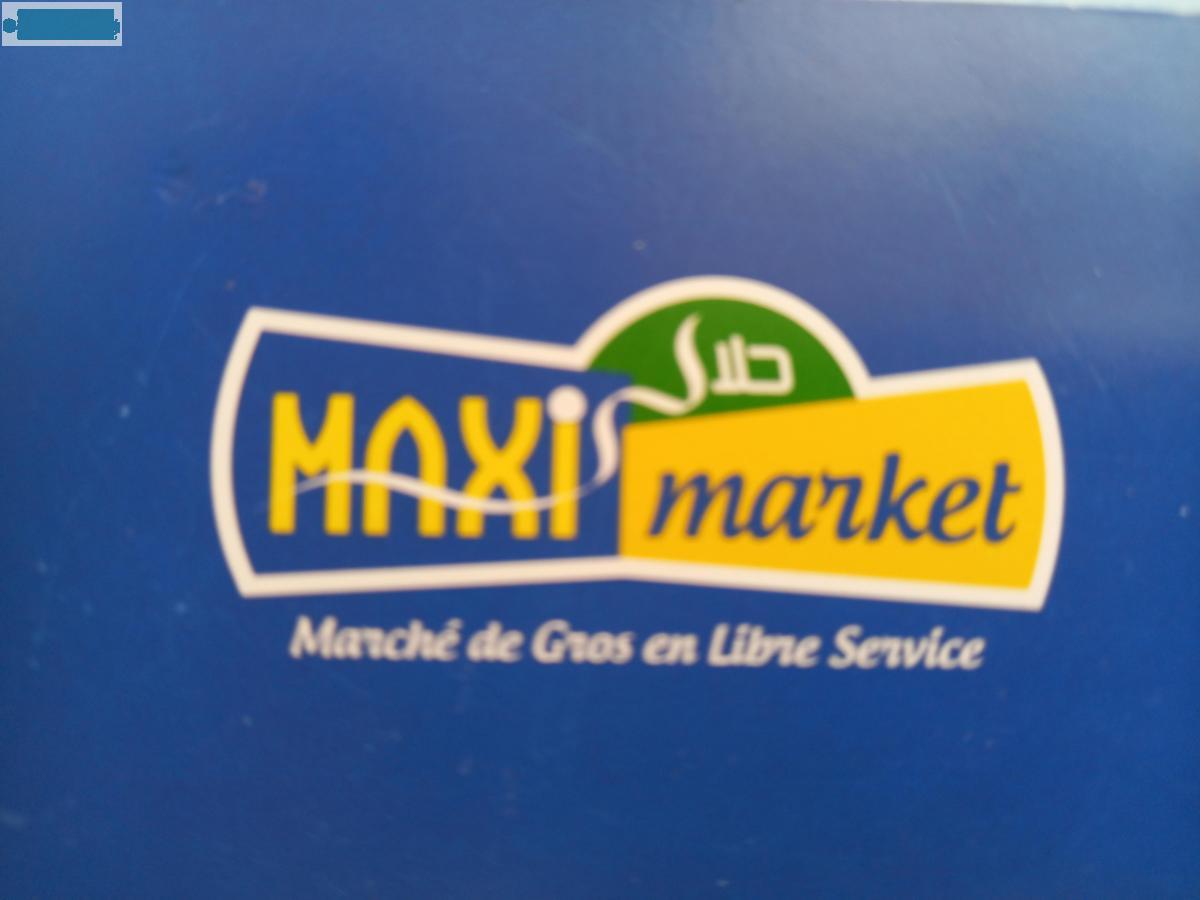 حلال
MAXI market
Marché de Gros en Libre Service